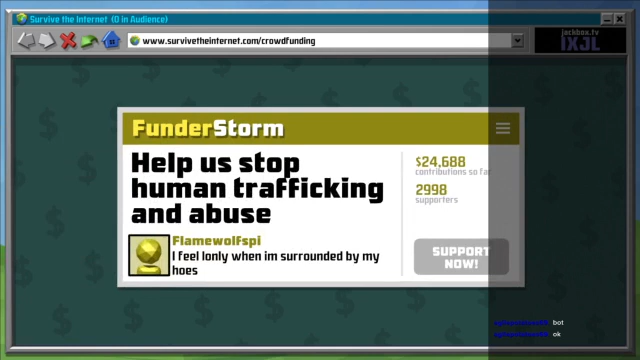 Survive the Internet (0 in Audience)
www.survivetheinternet.com/crowdfunding
jackbox.tv
IXJL
FunderStorm
Help us stop
human trafficking
and abuse
$24,688
contributions so far
2998
supporters
Flamewolfspi
I feel lonly when im surrounded by my
hoes
SUPPORT
NOW!
bot
ok